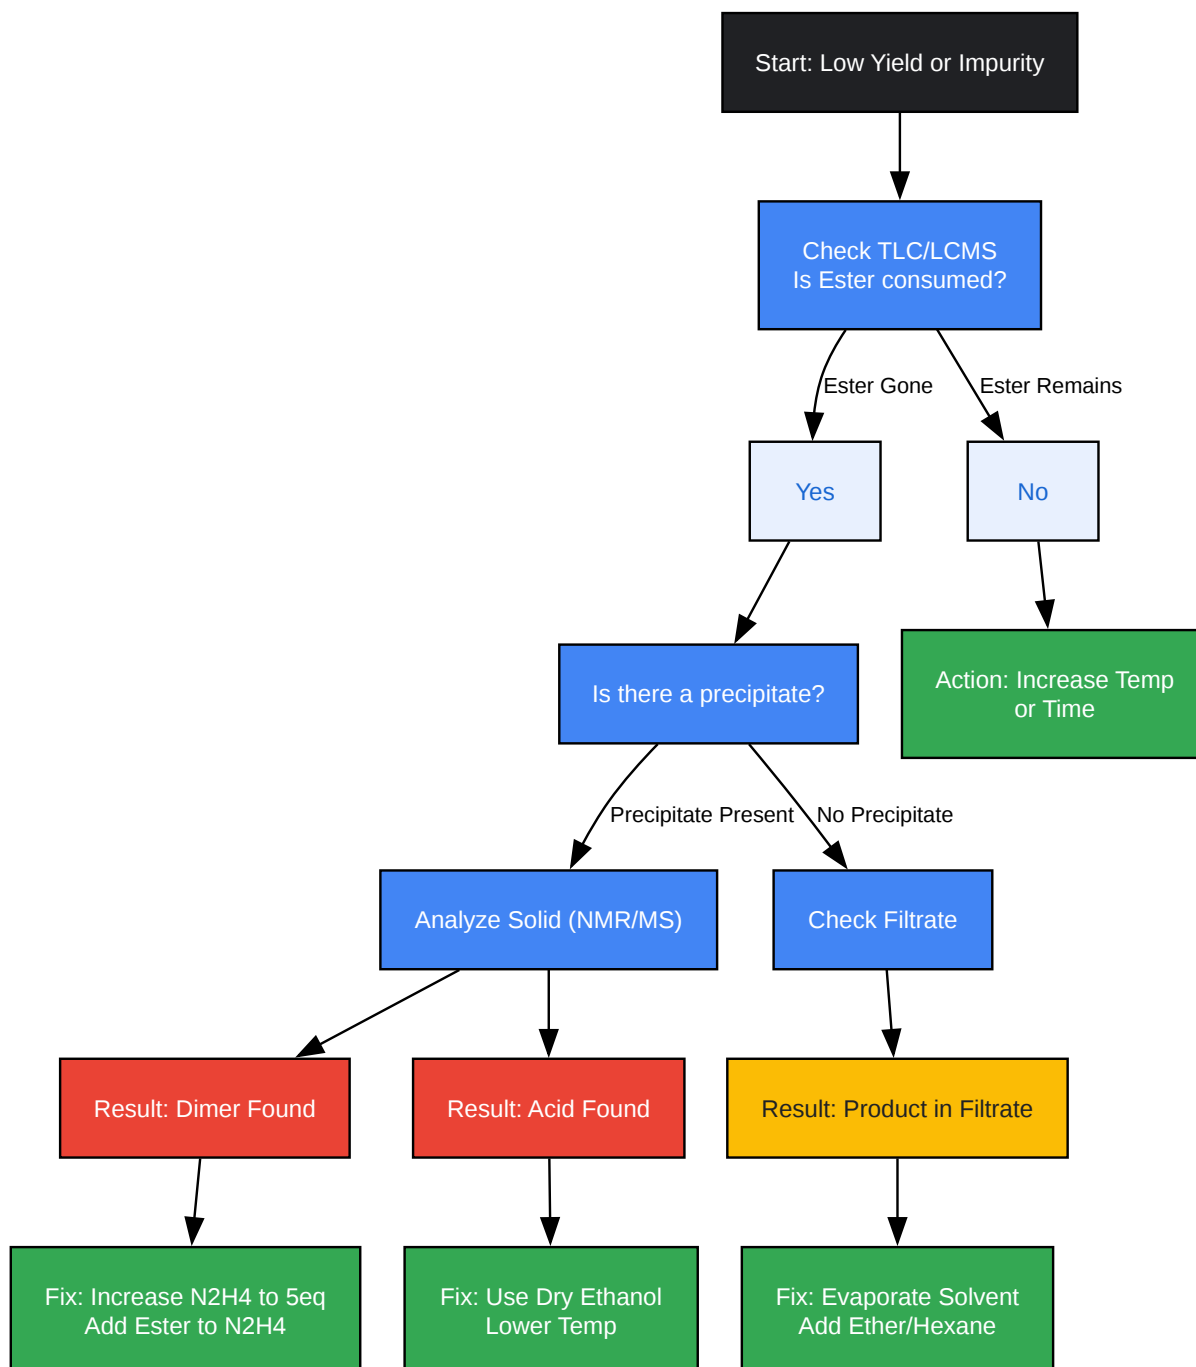 Start: Low Yield or Impurity
Check TLC/LCMS
Is Ester consumed?
Ester Gone
Ester Remains
Yes
No
Is there a precipitate?
Action: Increase Temp
or Time
Precipitate Present
No Precipitate
Analyze Solid (NMR/MS)
Check Filtrate
Result: Dimer Found
Result: Acid Found
Result: Product in Filtrate
Fix: Increase N2H4 to 5eq
Add Ester to N2H4
Fix: Use Dry Ethanol
Lower Temp
Fix: Evaporate Solvent
Add Ether/Hexane